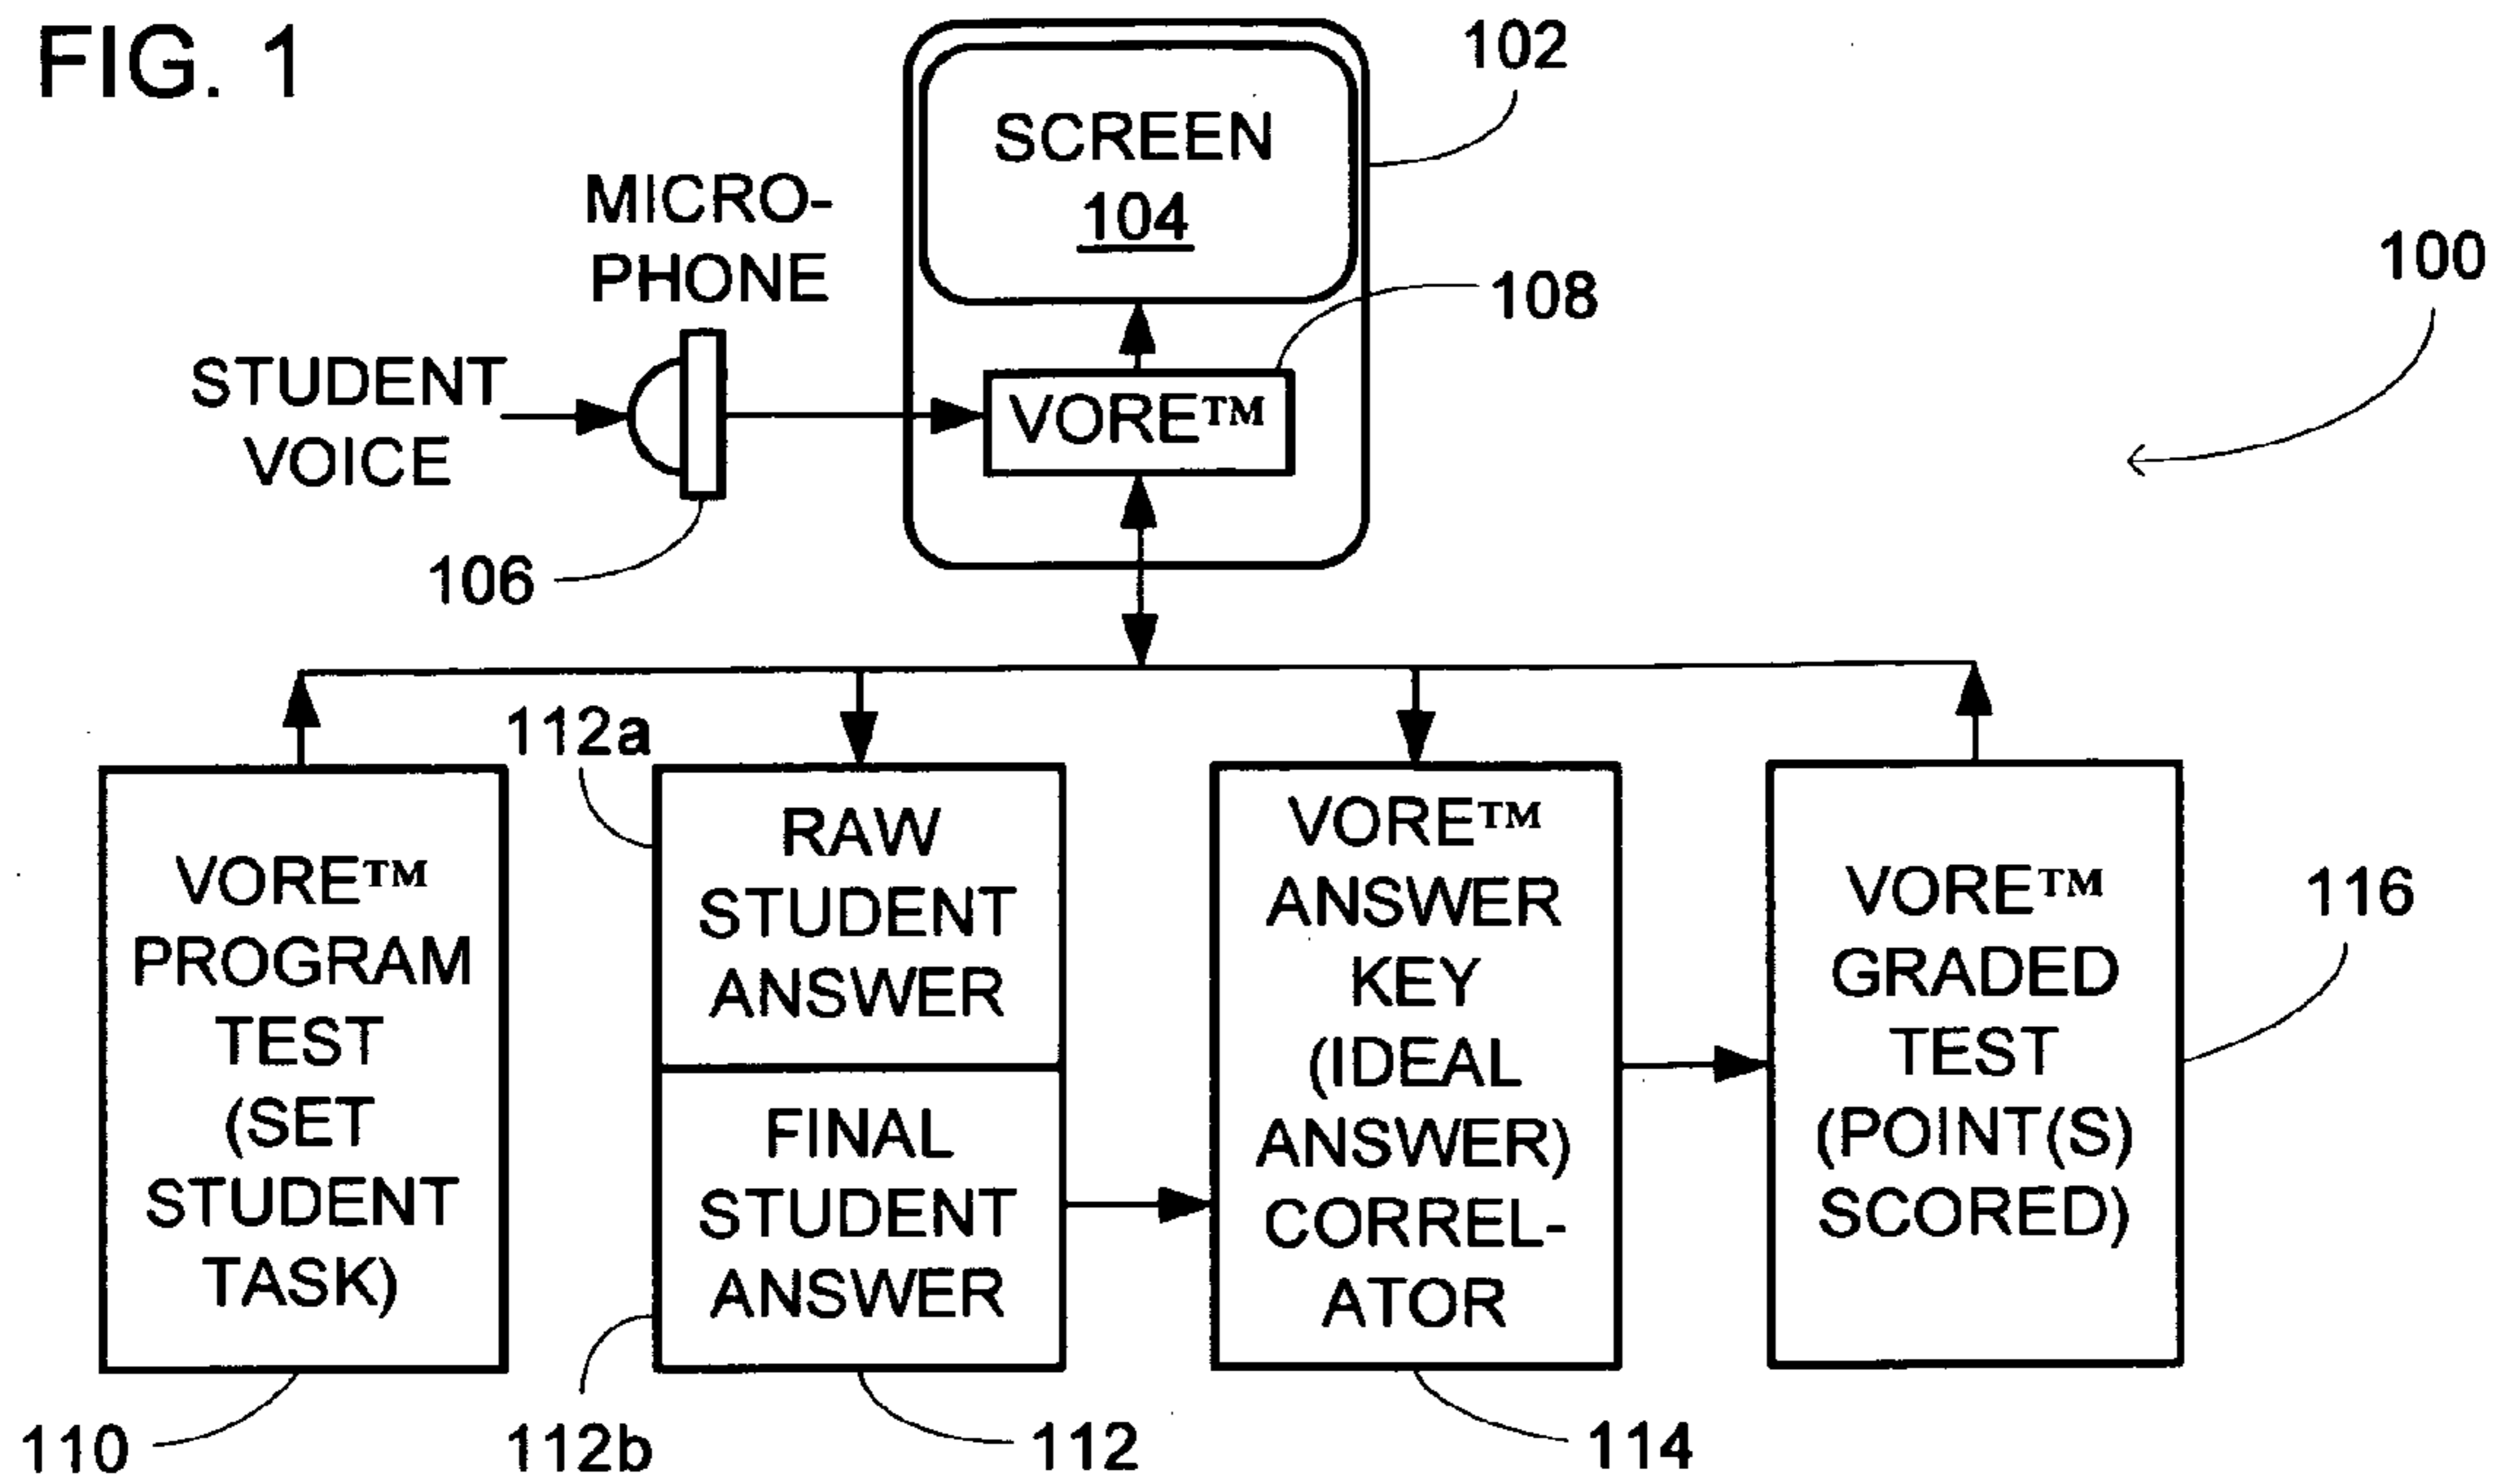 FIG. 1
102
SCREEN
104
MICRO-
PHONE
100
108
STUDENT
VOICE
VORE™
106
112a
VORE™
PROGRAM
TEST
(SET
STUDENT
TASK)
RAW
STUDENT
ANSWER
FINAL
STUDENT
ANSWER
VORE™
ANSWER
KEY
(IDEAL
ANSWER)
CORREL-
ATOR
VORE™
GRADED
TEST
(POINT(S)
SCORED)
116
110
112b
112
114